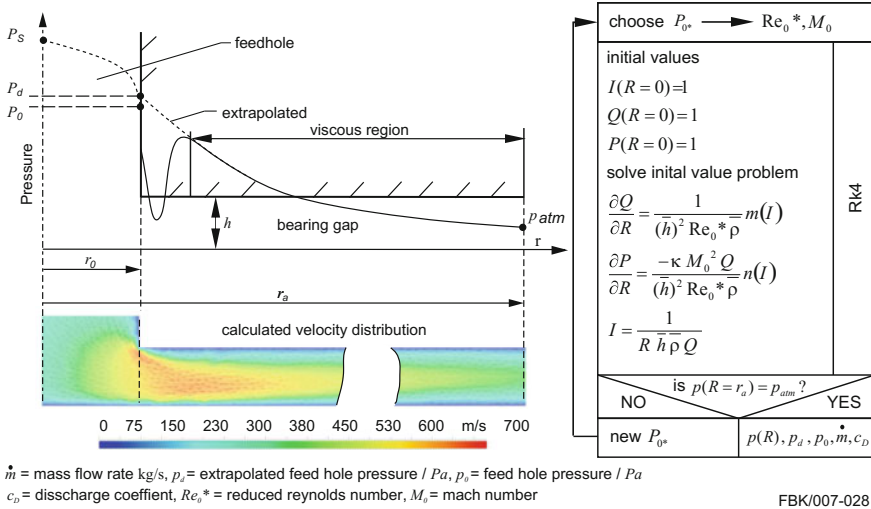 P_S
feedhole
P_d
P_0
extrapolated
viscous region
Pressure
h
bearing gap
p_atm
r
r_0
r_a
calculated velocity distribution
0 75 150 230 300 380 450 530 600 m/s 700
choose P_0* → Re_0*, M_0
initial values
I(R = 0)=1
Q(R = 0)=1
P(R = 0)=1
solve inital value problem
∂Q/∂R = 1/((h̅)² Re_0* ρ̅) m(I)
∂P/∂R = −κ M_0² Q/((h̅)² Re_0* ρ̅) n(I)
I = 1/(R h̅ ρ̅ Q)
Rk4
is p(R = r_a) = p_atm ?
NO
YES
new P_0*
p(R), p_d, p_0, ṁ, c_D
ṁ = mass flow rate kg/s, p_d = extrapolated feed hole pressure / Pa, p_0 = feed hole pressure / Pa
c_D = disscharge coeffient, Re_0* = reduced reynolds number, M_0 = mach number
FBK/007-028